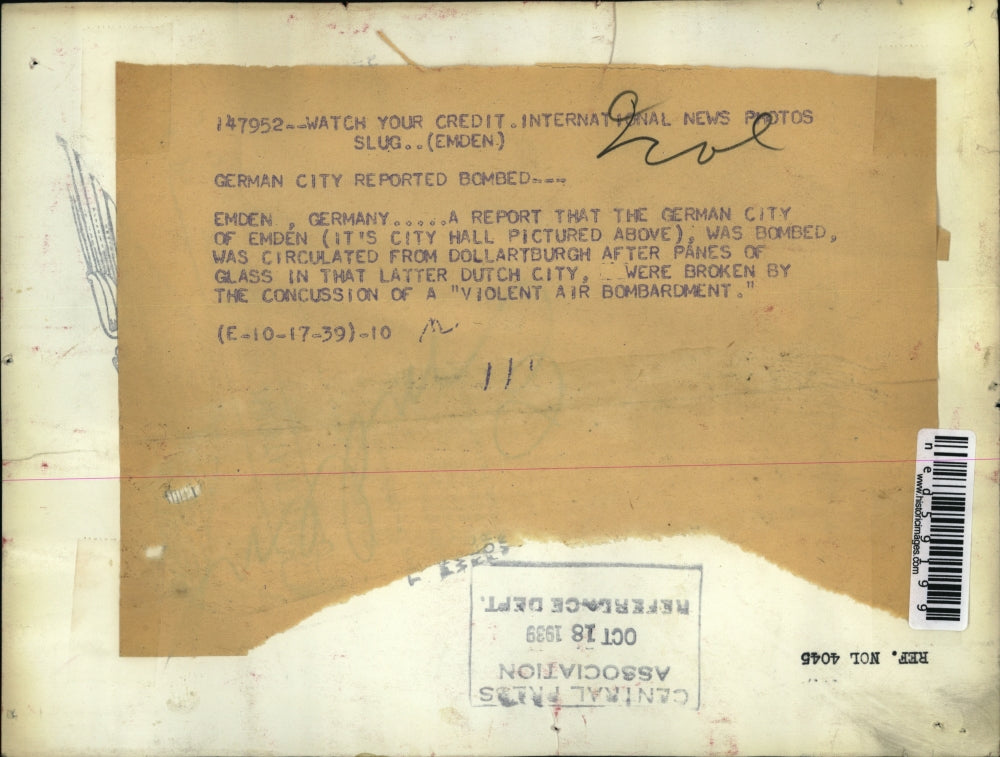 147952--WATCH YOUR CREDIT.INTERNATIONAL NEWS PHOTOS
SLUG..(EMDEN)
GERMAN CITY REPORTED BOMBED----
EMDEN , GERMANY.....A REPORT THAT THE GERMAN CITY
OF EMDEN (IT'S CITY HALL PICTURED ABOVE), WAS BOMBED,
WAS CIRCULATED FROM DOLLARTBURGH AFTER PANES OF
GLASS IN THAT LATTER DUTCH CITY, WERE BROKEN BY
THE CONCUSSION OF A "VIOLENT AIR BOMBARDMENT."
(E-10-17-39)-10
ned59199
www.historicimages.com
REF. NOL 4045
CENTRAL PRESS
ASSOCIATION
OCT 18 1939
REFERENCE DEPT.